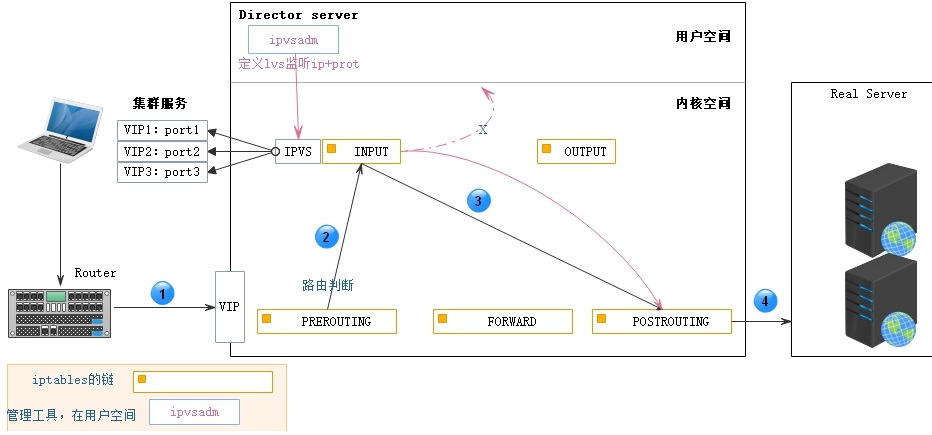 Director server
ipvsadm
用户空间
定义lvs监听ip+prot
Real Server
集群服务
内核空间
VIP1: port1
VIP2: port2
VIP3: port3
IPVS
INPUT
X
OUTPUT
3
2
Router
路由判断
1
VIP
PREROUTING
FORWARD
POSTROUTING
4
iptables的链
管理工具，在用户空间
ipvsadm